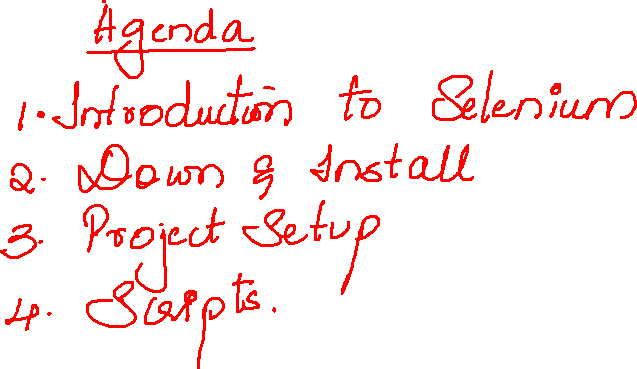 Agenda
1. Introduction to Selenium
2. Down & Install
3. Project Setup
4. Scripts.